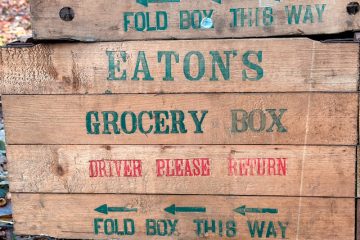 FOLD BOX THIS WAY
EATON'S
GROCERY BOX
DRIVER PLEASE RETURN
FOLD BOX THIS WAY